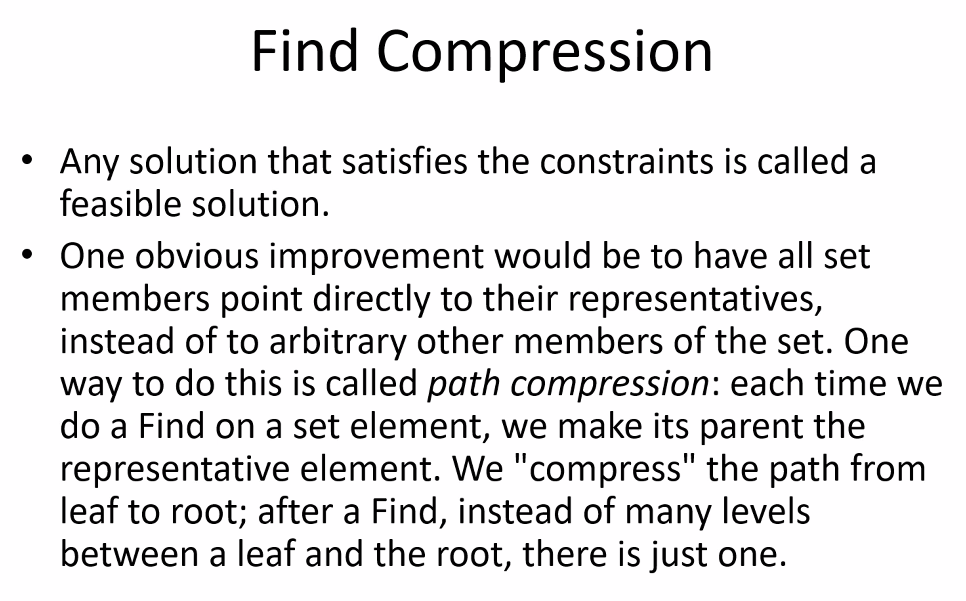 Find Compression
• Any solution that satisfies the constraints is called a
feasible solution.
• One obvious improvement would be to have all set
members point directly to their representatives,
instead of to arbitrary other members of the set. One
way to do this is called path compression: each time we
do a Find on a set element, we make its parent the
representative element. We "compress" the path from
leaf to root; after a Find, instead of many levels
between a leaf and the root, there is just one.